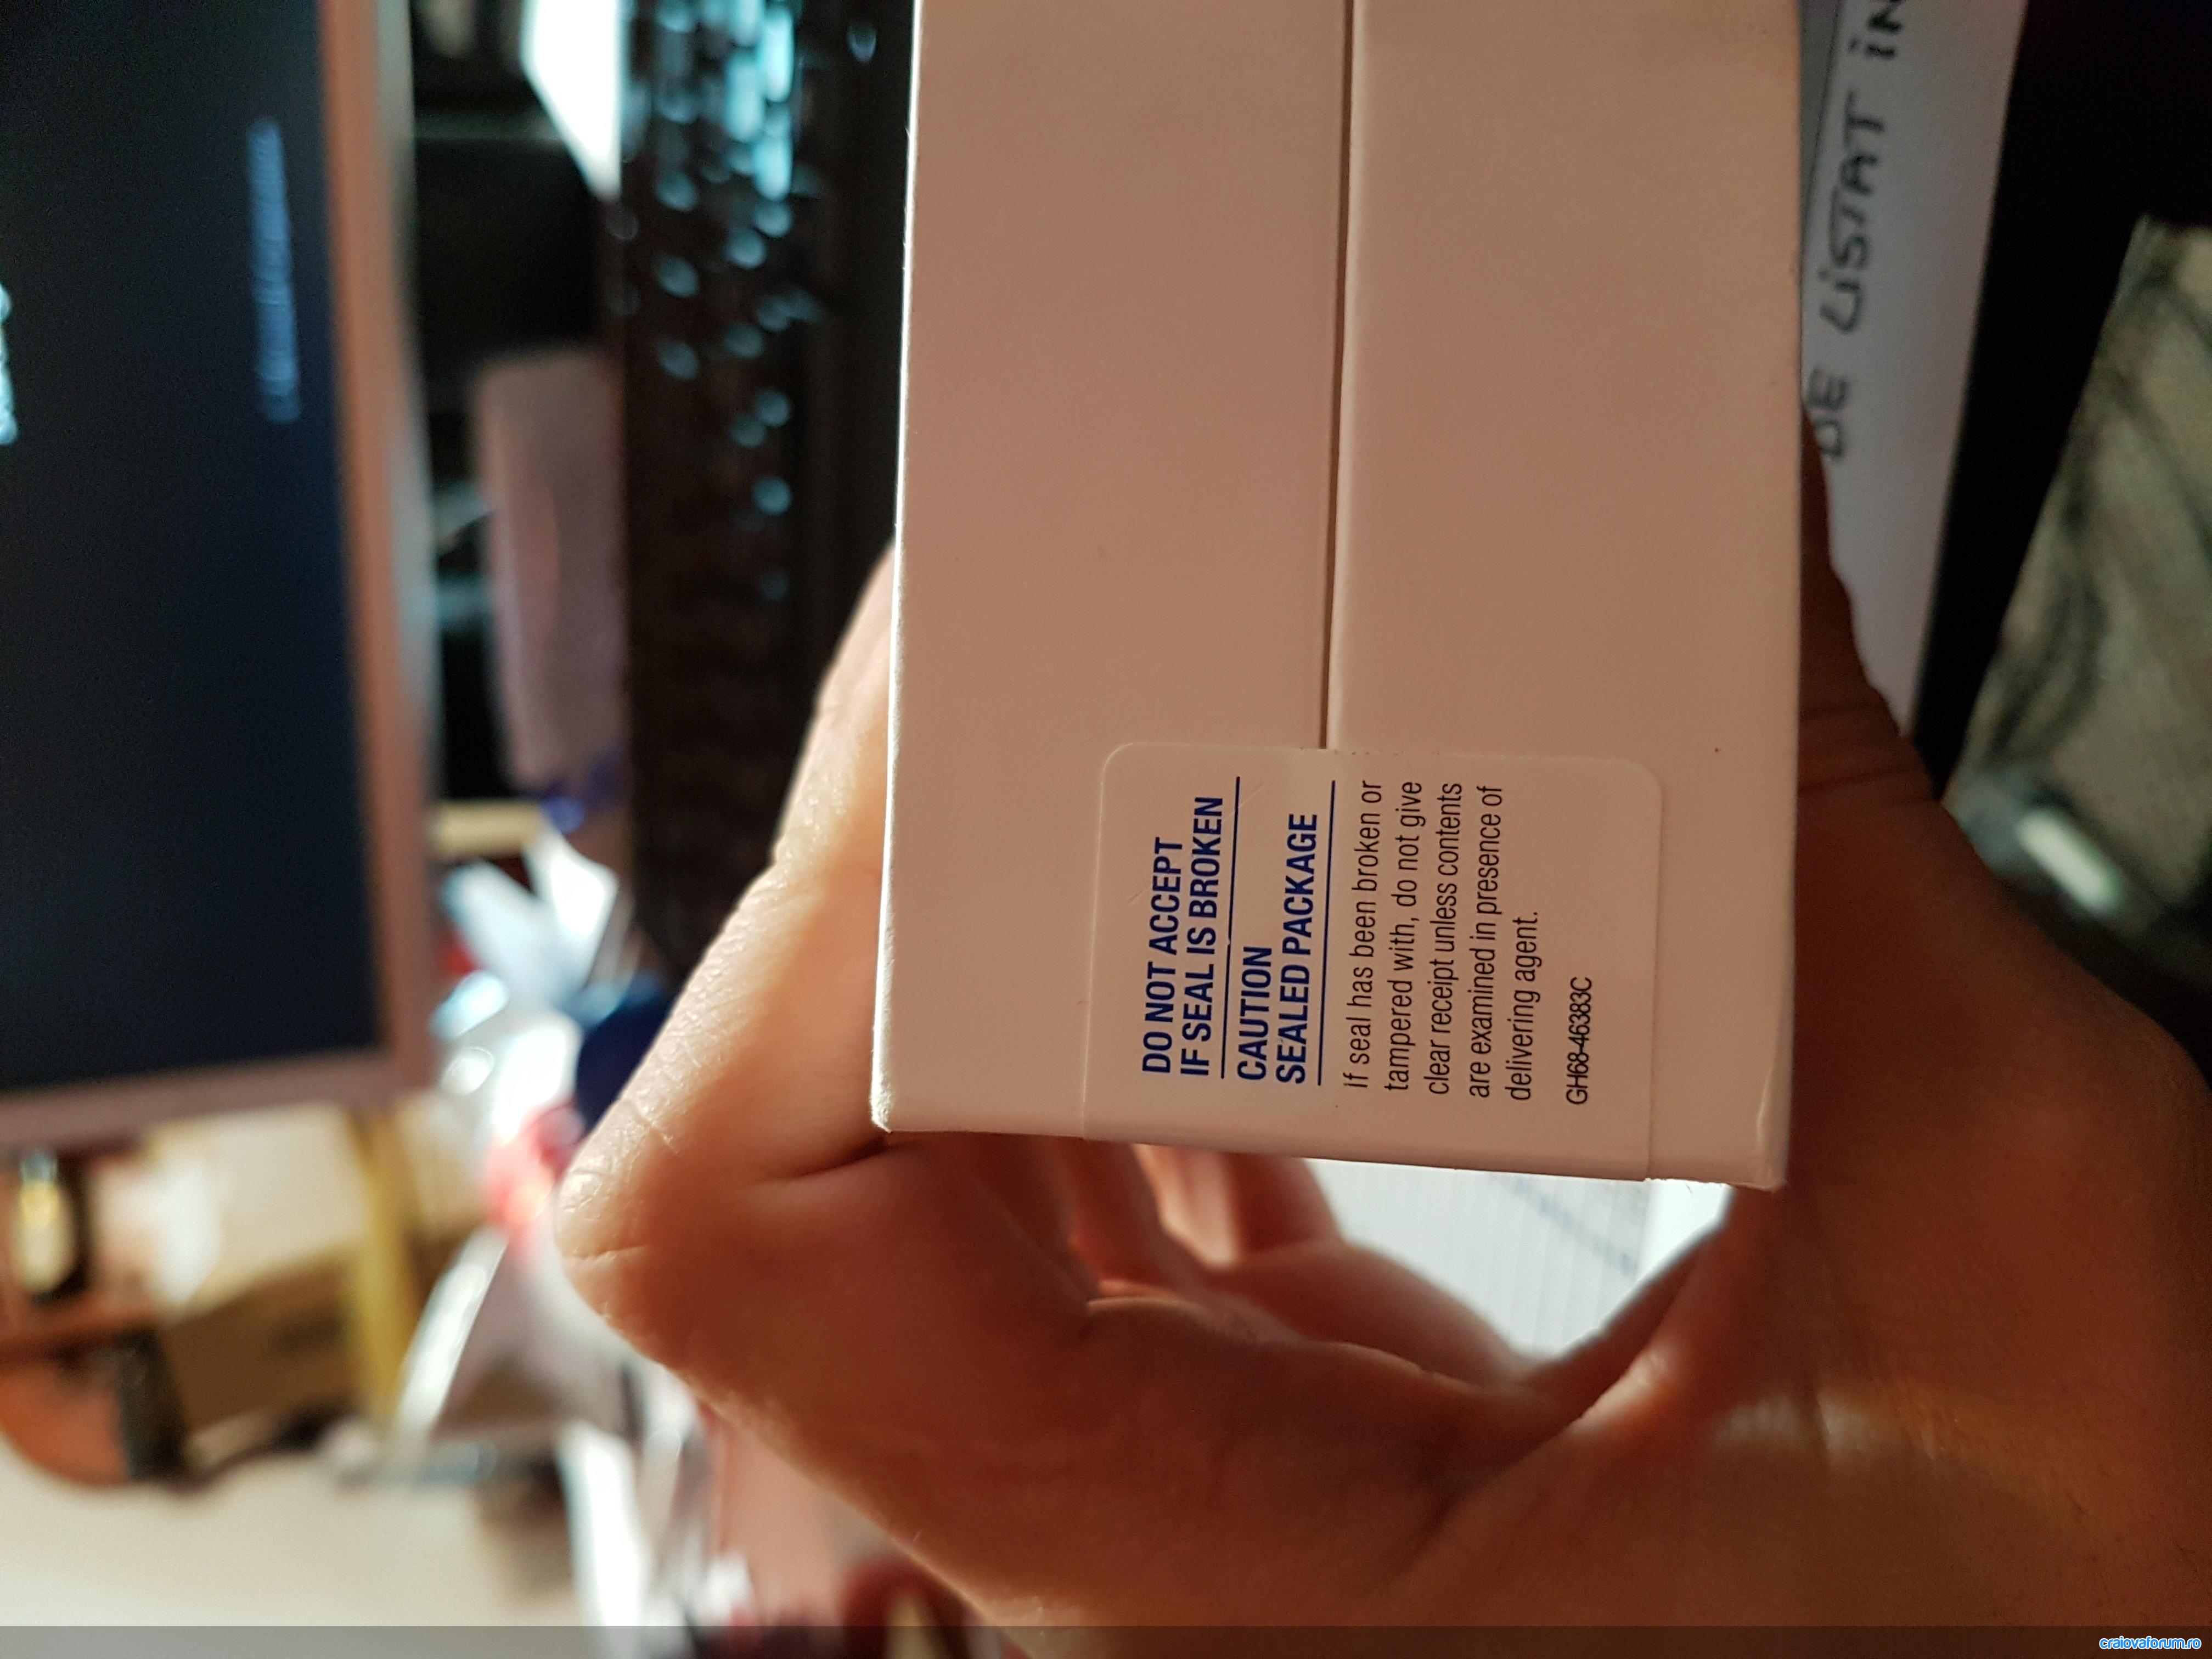 DO NOT ACCEPT
IF SEAL IS BROKEN
CAUTION
SEALED PACKAGE
If seal has been broken or
tampered with, do not give
clear receipt unless contents
are examined in presence of
delivering agent.
GH68-46383C
DE LISTAT IN
craiovaforum.ro